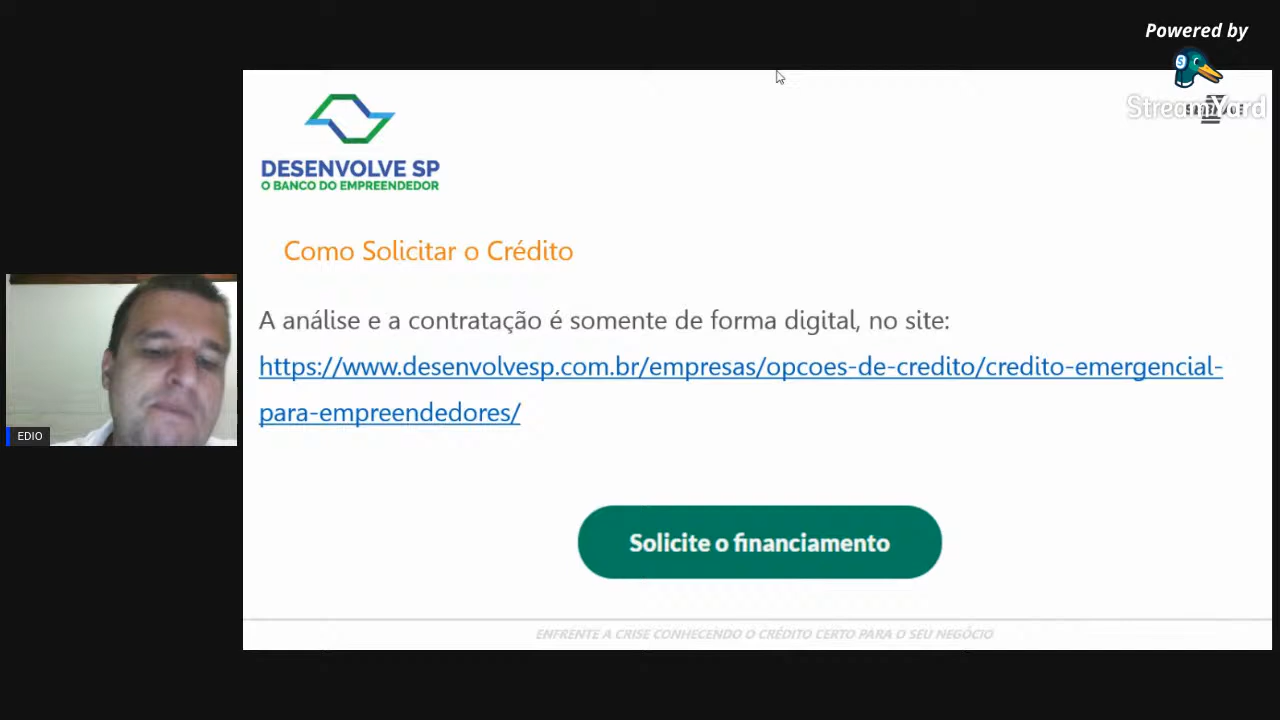 Powered by
StreamYard
DESENVOLVE SP
O BANCO DO EMPREENDEDOR
Como Solicitar o Crédito
A análise e a contratação é somente de forma digital, no site:
https://www.desenvolvesp.com.br/empresas/opcoes-de-credito/credito-emergencial-
para-empreendedores/
EDIO
Solicite o financiamento
ENFRENTE A CRISE CONHECENDO O CRÉDITO CERTO PARA O SEU NEGÓCIO